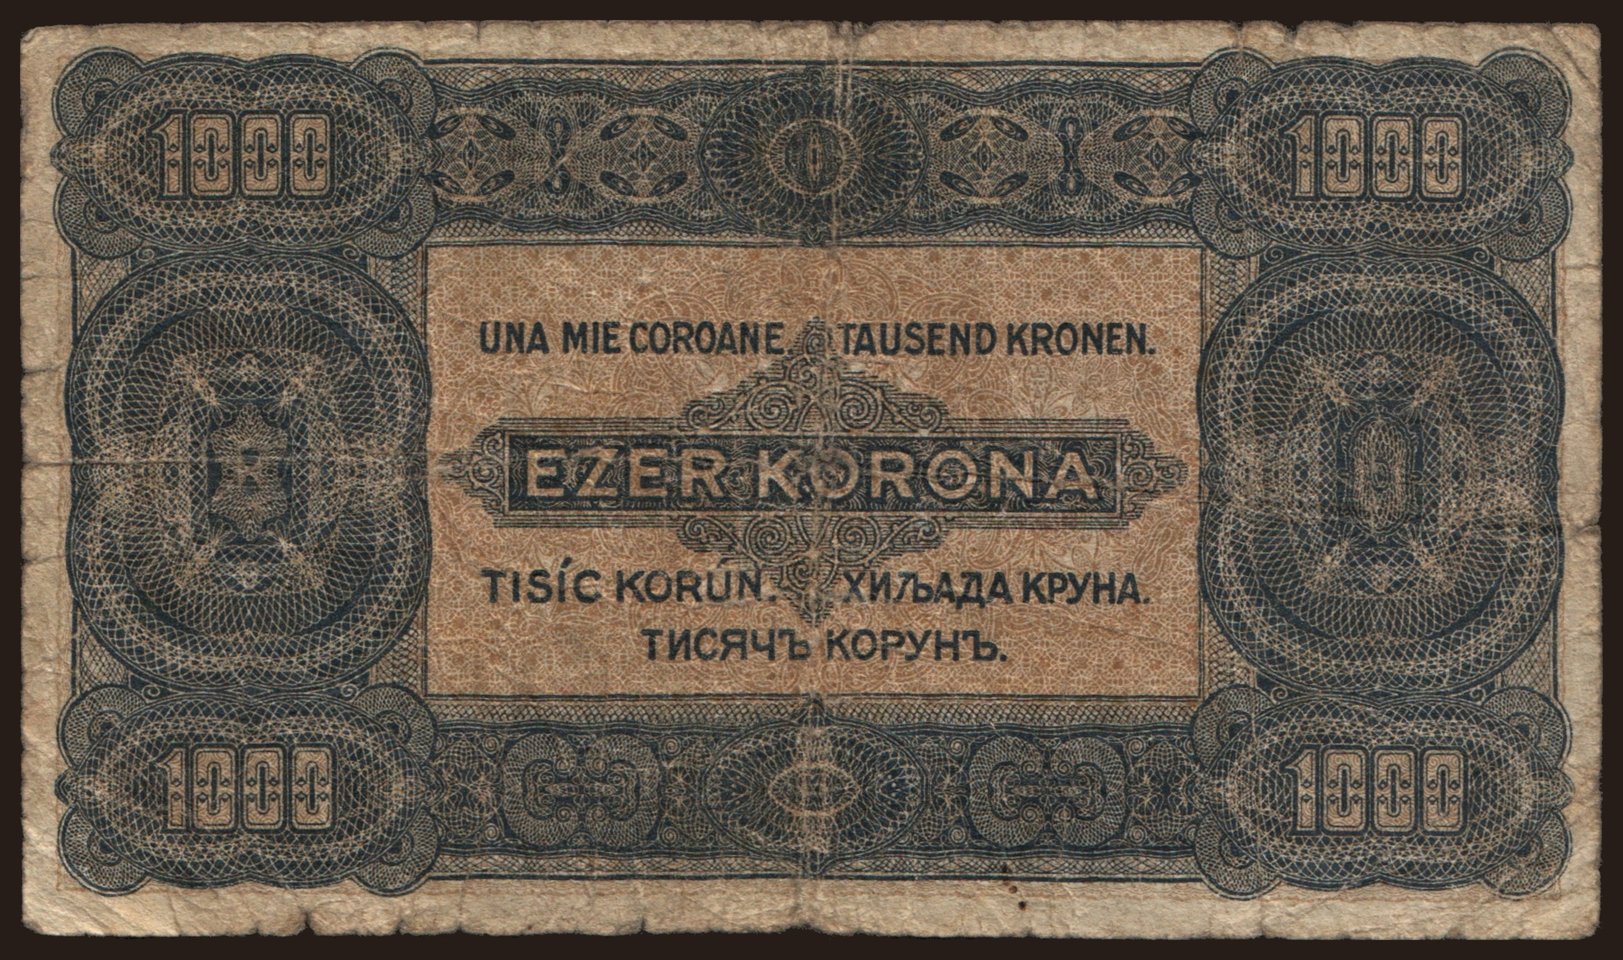 1000 1000
UNA MIE COROANE TAUSEND KRONEN.
EZER KORONA
TISÍC KORÚN. ХИЉАДА КРУНА.
ТИСЯЧЪ КОРУНЪ.
1000 1000